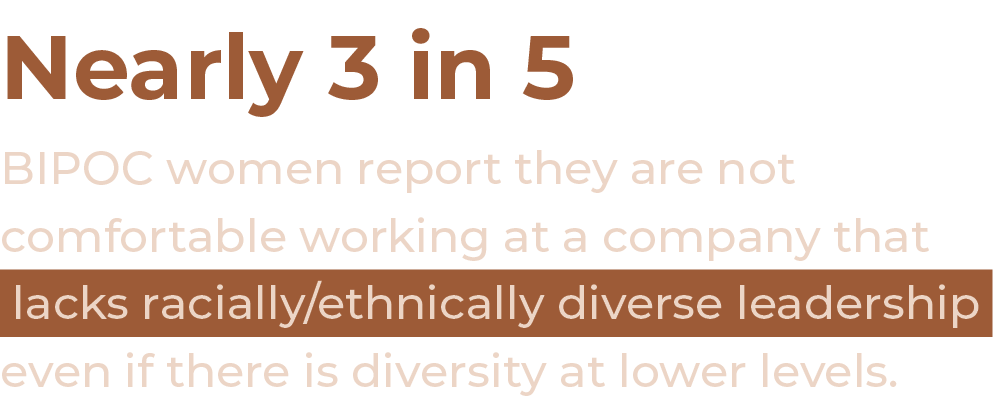 Nearly 3 in 5
BIPOC women report they are not
comfortable working at a company that
lacks racially/ethnically diverse leadership
even if there is diversity at lower levels.